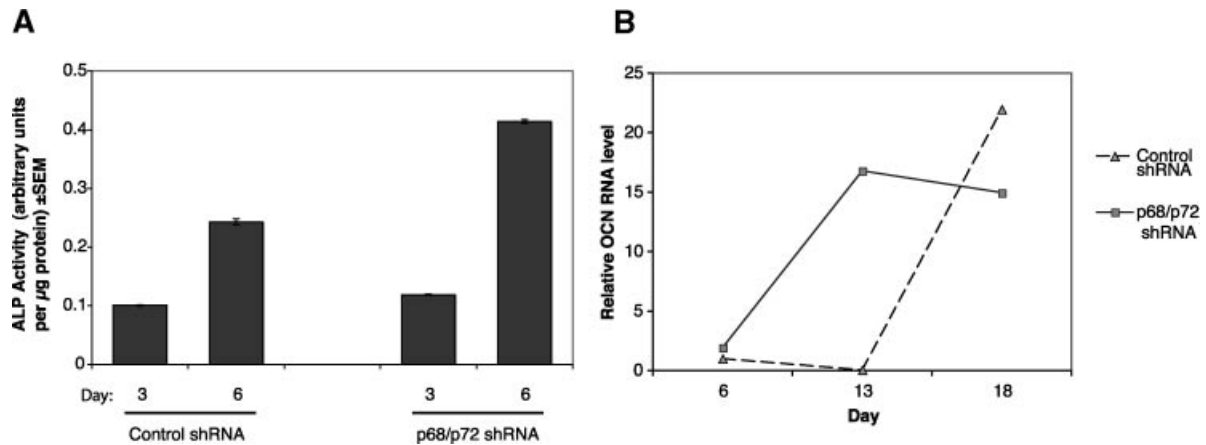 A
ALP Activity (arbitrary units
per µg protein) ±SEM
0.5
0.4
0.3
0.2
0.1
0
Day: 3 6 3 6
Control shRNA p68/p72 shRNA
B
Relative OCN RNA level
25
20
15
10
5
0
6 13 18
Day
Control
shRNA
p68/p72
shRNA